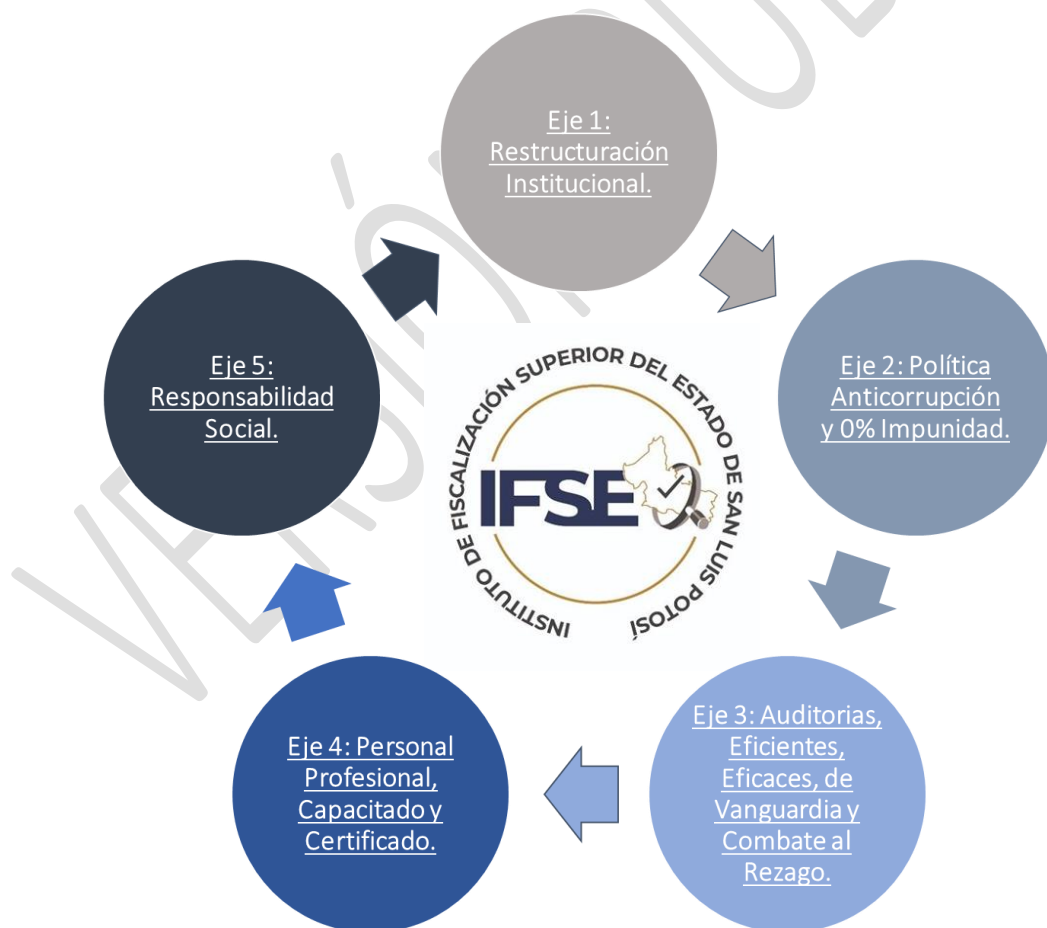 Eje 1:
Restructuración
Institucional.
Eje 2: Política
Anticorrupción
y 0% Impunidad.
Eje 3: Auditorias,
Eficientes,
Eficaces, de
Vanguardia y
Combate al
Rezago.
Eje 4: Personal
Profesional,
Capacitado y
Certificado.
Eje 5:
Responsabilidad
Social.
INSTITUTO DE FISCALIZACIÓN SUPERIOR DEL ESTADO DE SAN LUIS POTOSÍ
IFSE
VERSIÓN